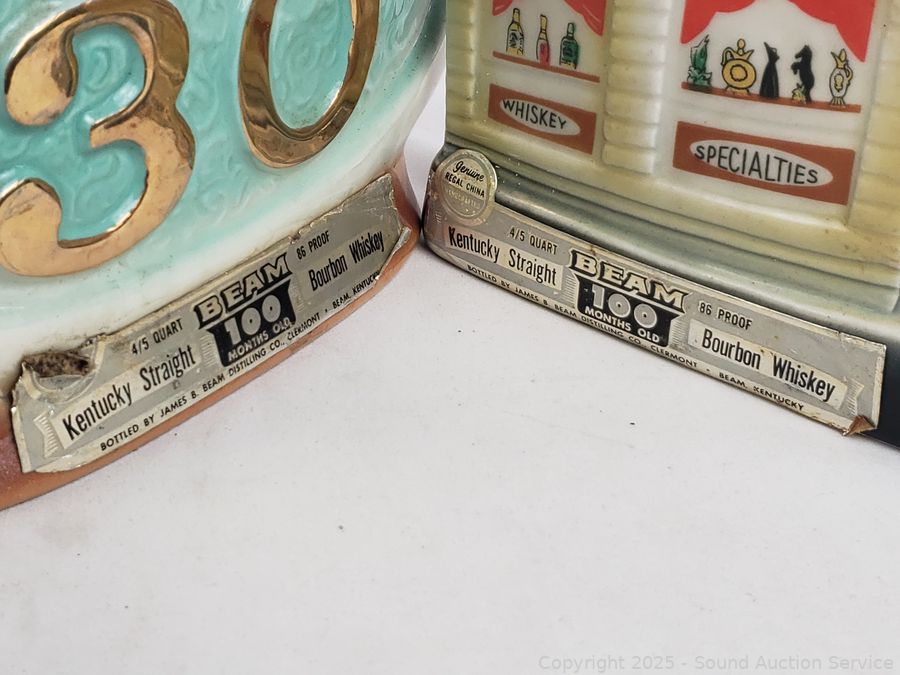 30
4/5 QUART
86 PROOF
Kentucky Straight
BEAM
100
MONTHS OLD
Bourbon Whiskey
BOTTLED BY JAMES B. BEAM DISTILLING CO., CLERMONT · BEAM, KENTUCKY
WHISKEY
SPECIALTIES
Genuine
REGAL CHINA
4/5 QUART
86 PROOF
Kentucky Straight
BEAM
100
MONTHS OLD
Bourbon Whiskey
BOTTLED BY JAMES B. BEAM DISTILLING CO., CLERMONT · BEAM, KENTUCKY
Copyright 2025 - Sound Auction Service